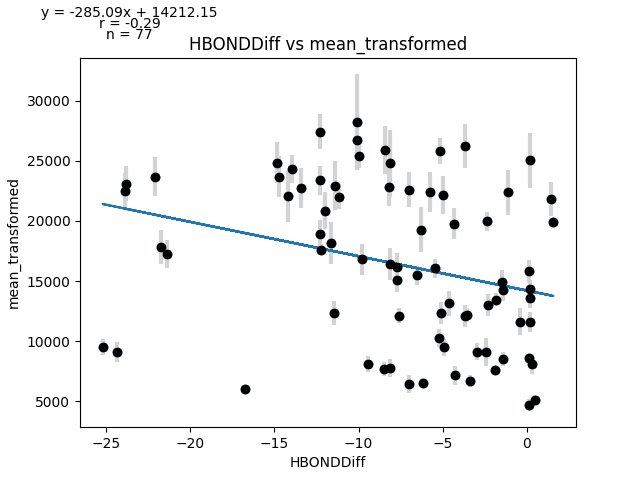 y = -285.09x + 14212.15
r = -0.29
n = 77
HBONDDiff vs mean_transformed
mean_transformed
30000
25000
20000
15000
10000
5000
−25
−20
−15
−10
−5
0
HBONDDiff